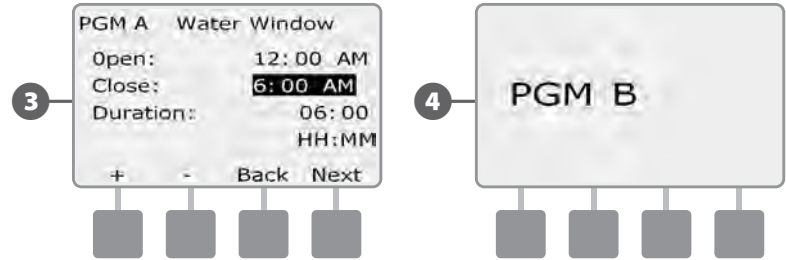 3
PGM A Water Window
Open: 12:00 AM
Close: 6:00 AM
Duration: 06:00
HH:MM
+ - Back Next
4
PGM B